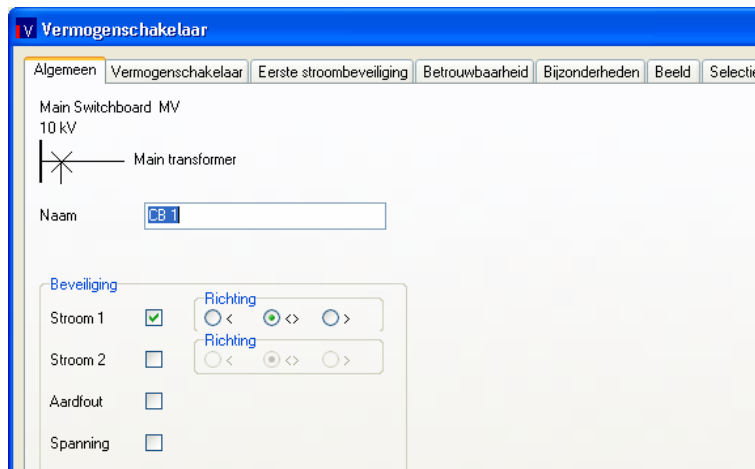 Vermogenschakelaar
Algemeen Vermogenschakelaar Eerste stroombeveiliging Betrouwbaarheid Bijzonderheden Beeld Selectie
Main Switchboard MV
10 kV
Main transformer
Naam CB 1
Beveiliging
Richting
Stroom 1 < <> >
Richting
Stroom 2 < <> >
Aardfout
Spanning